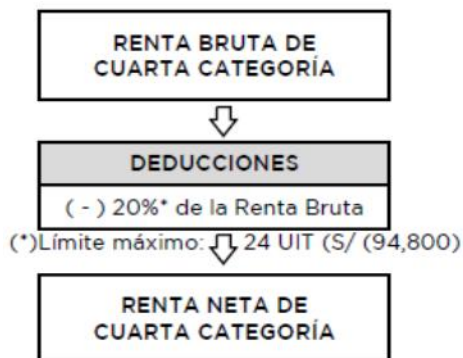 RENTA BRUTA DE
CUARTA CATEGORÍA
DEDUCCIONES
( - ) 20%* de la Renta Bruta
(*)Límite máximo: 24 UIT (S/ (94,800)
RENTA NETA DE
CUARTA CATEGORÍA